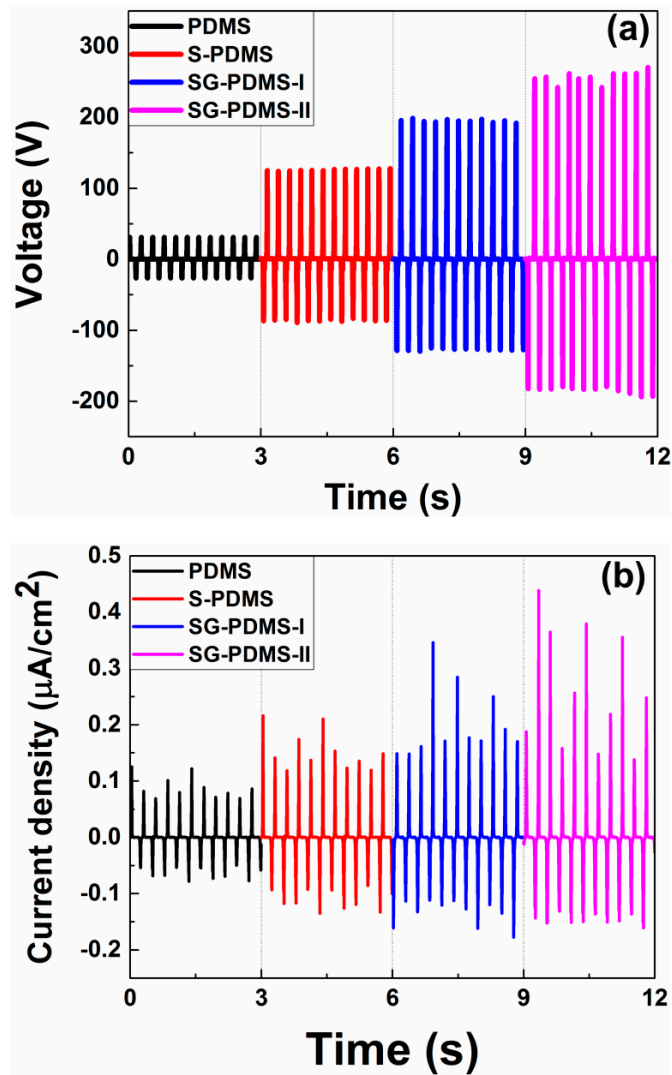 (a)
PDMS
S-PDMS
SG-PDMS-I
SG-PDMS-II
300
200
100
0
-100
-200
Voltage (V)
0 3 6 9 12
Time (s)
(b)
PDMS
S-PDMS
SG-PDMS-I
SG-PDMS-II
0.5
0.4
0.3
0.2
0.1
0.0
-0.1
-0.2
Current density (μA/cm²)
0 3 6 9 12
Time (s)